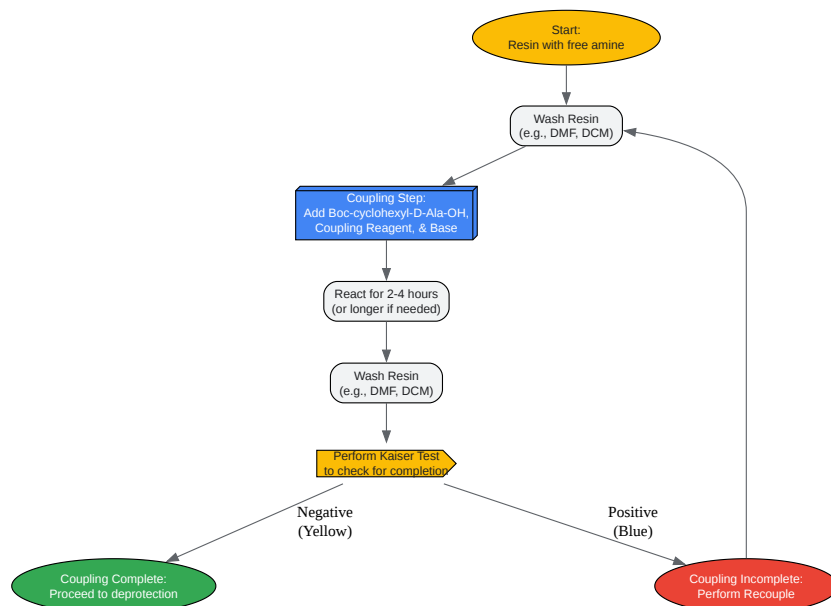 Start:
Resin with free amine
Wash Resin
(e.g., DMF, DCM)
Coupling Step:
Add Boc-cyclohexyl-D-Ala-OH,
Coupling Reagent, & Base
React for 2-4 hours
(or longer if needed)
Wash Resin
(e.g., DMF, DCM)
Perform Kaiser Test
to check for completion
Negative
(Yellow)
Positive
(Blue)
Coupling Complete:
Proceed to deprotection
Coupling Incomplete:
Perform Recouple